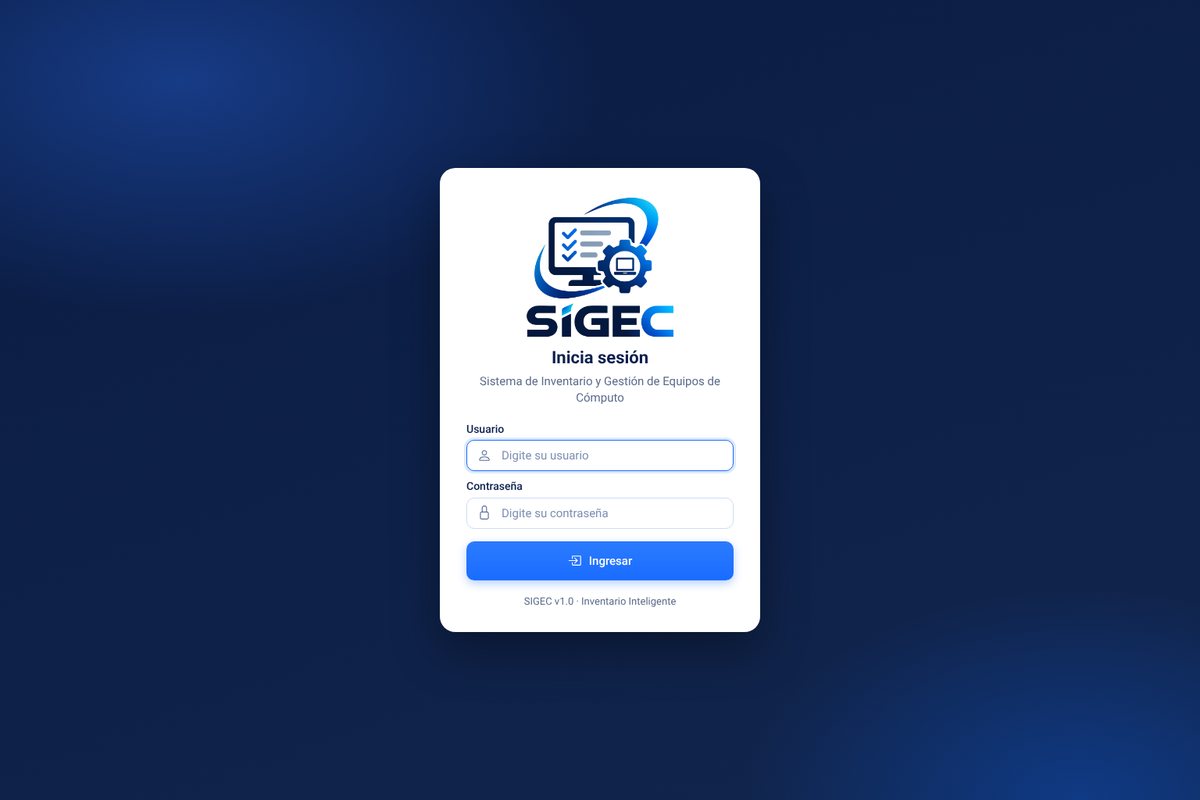 SiGEC
Inicia sesión
Sistema de Inventario y Gestión de Equipos de
Cómputo
Usuario
Digite su usuario
Contraseña
Digite su contraseña
Ingresar
SIGEC v1.0 · Inventario Inteligente